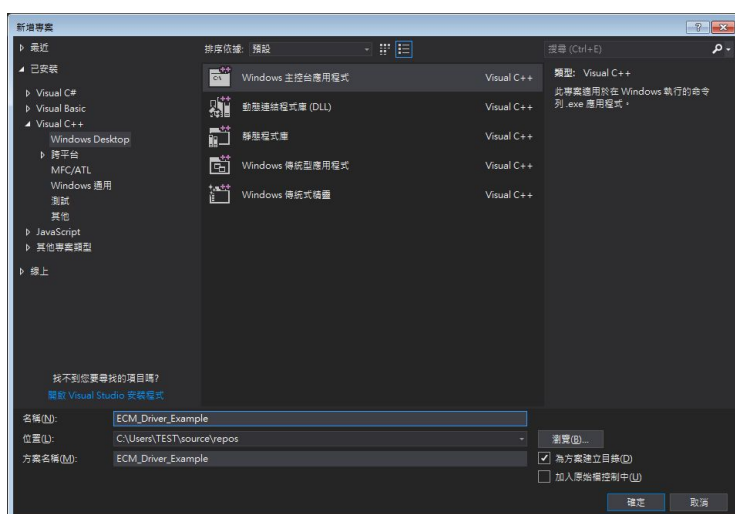 新增專案
最近
排序依據: 預設
搜尋 (Ctrl+E)
已安裝
Visual C#
Visual Basic
Visual C++
Windows Desktop
跨平台
MFC/ATL
Windows 通用
測試
其他
JavaScript
其他專案類型
線上
Windows 主控台應用程式 Visual C++
動態連結程式庫 (DLL) Visual C++
靜態程式庫 Visual C++
Windows 傳統型應用程式 Visual C++
Windows 傳統式精靈 Visual C++
類型: Visual C++
此專案適用於在 Windows 執行的命令
列 .exe 應用程式。
找不到您要尋找的項目嗎?
開啟 Visual Studio 安裝程式
名稱(N): ECM_Driver_Example
位置(L): C:\Users\TEST\source\repos
瀏覽(B)...
方案名稱(M): ECM_Driver_Example
為方案建立目錄(D)
加入原始檔控制中(U)
確定
取消